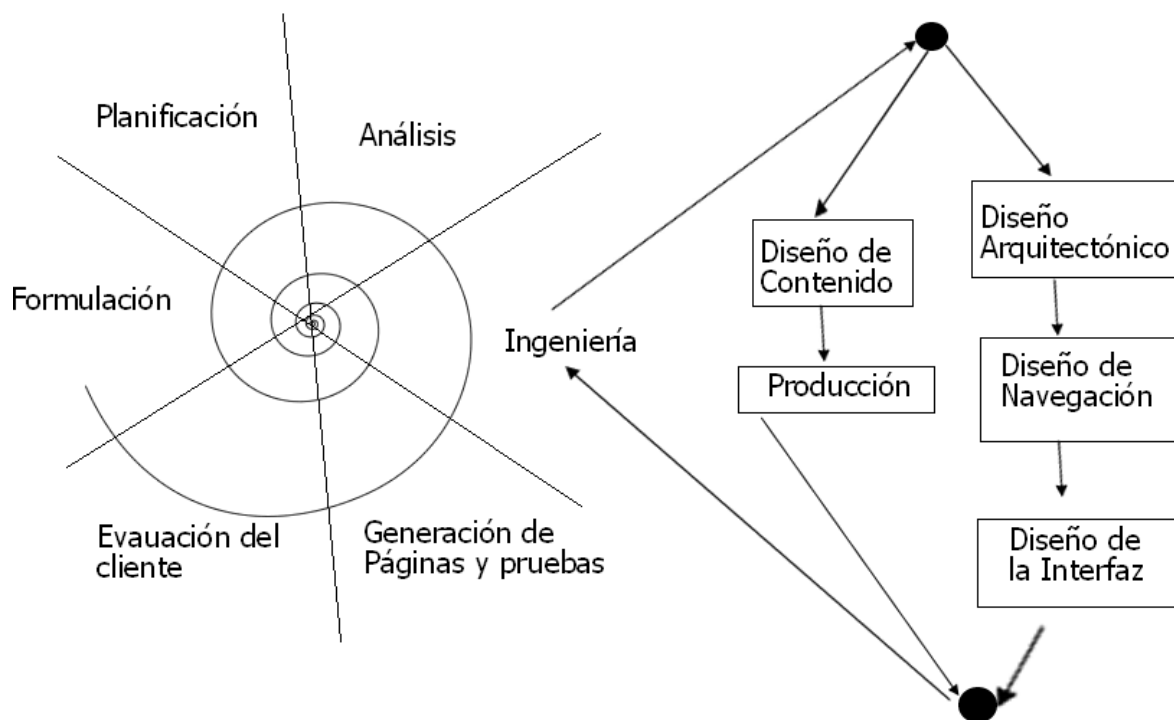 Planificación
Análisis
Formulación
Ingeniería
Evauación del
cliente
Generación de
Páginas y pruebas
Diseño de
Contenido
Producción
Diseño
Arquitectónico
Diseño de
Navegación
Diseño de
la Interfaz